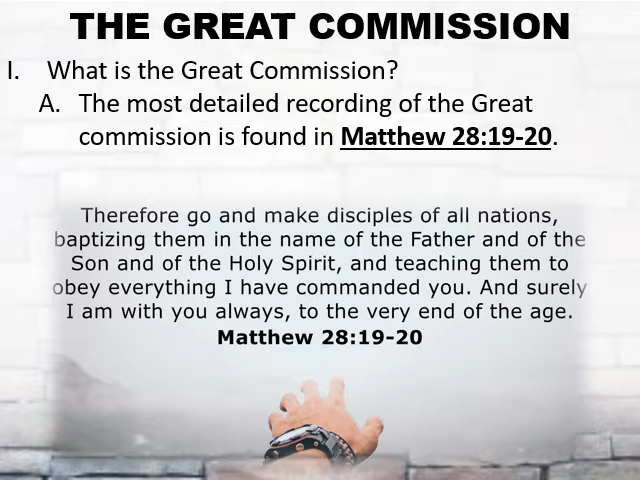 THE GREAT COMMISSION
I. What is the Great Commission?
A. The most detailed recording of the Great
commission is found in Matthew 28:19-20.
Therefore go and make disciples of all nations,
baptizing them in the name of the Father and of the
Son and of the Holy Spirit, and teaching them to
obey everything I have commanded you. And surely
I am with you always, to the very end of the age.
Matthew 28:19-20